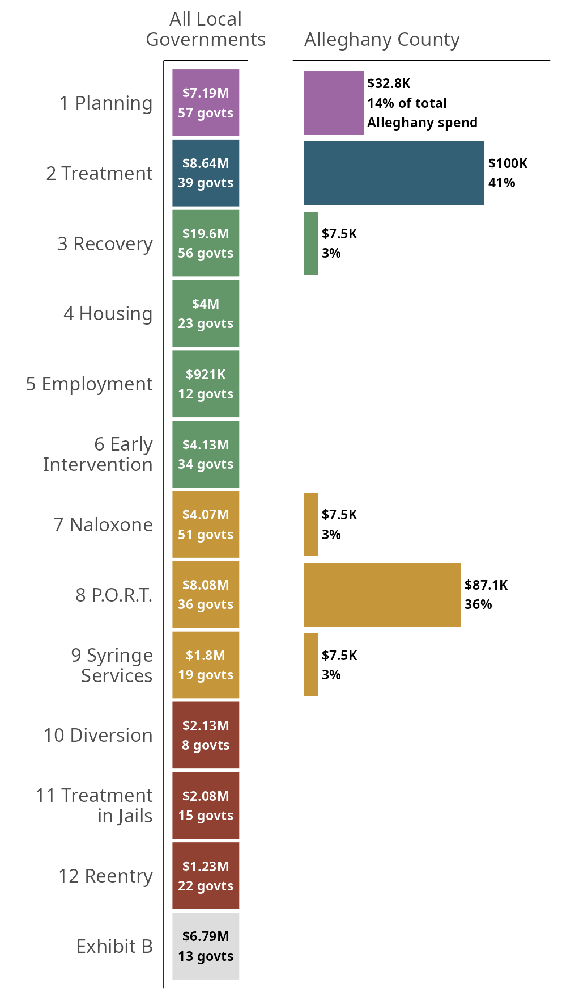 All Local
Governments
Alleghany County
1 Planning
$7.19M
57 govts
$32.8K
14% of total
Alleghany spend
2 Treatment
$8.64M
39 govts
$100K
41%
3 Recovery
$19.6M
56 govts
$7.5K
3%
4 Housing
$4M
23 govts
5 Employment
$921K
12 govts
6 Early
Intervention
$4.13M
34 govts
7 Naloxone
$4.07M
51 govts
$7.5K
3%
8 P.O.R.T.
$8.08M
36 govts
$87.1K
36%
9 Syringe
Services
$1.8M
19 govts
$7.5K
3%
10 Diversion
$2.13M
8 govts
11 Treatment
in Jails
$2.08M
15 govts
12 Reentry
$1.23M
22 govts
Exhibit B
$6.79M
13 govts